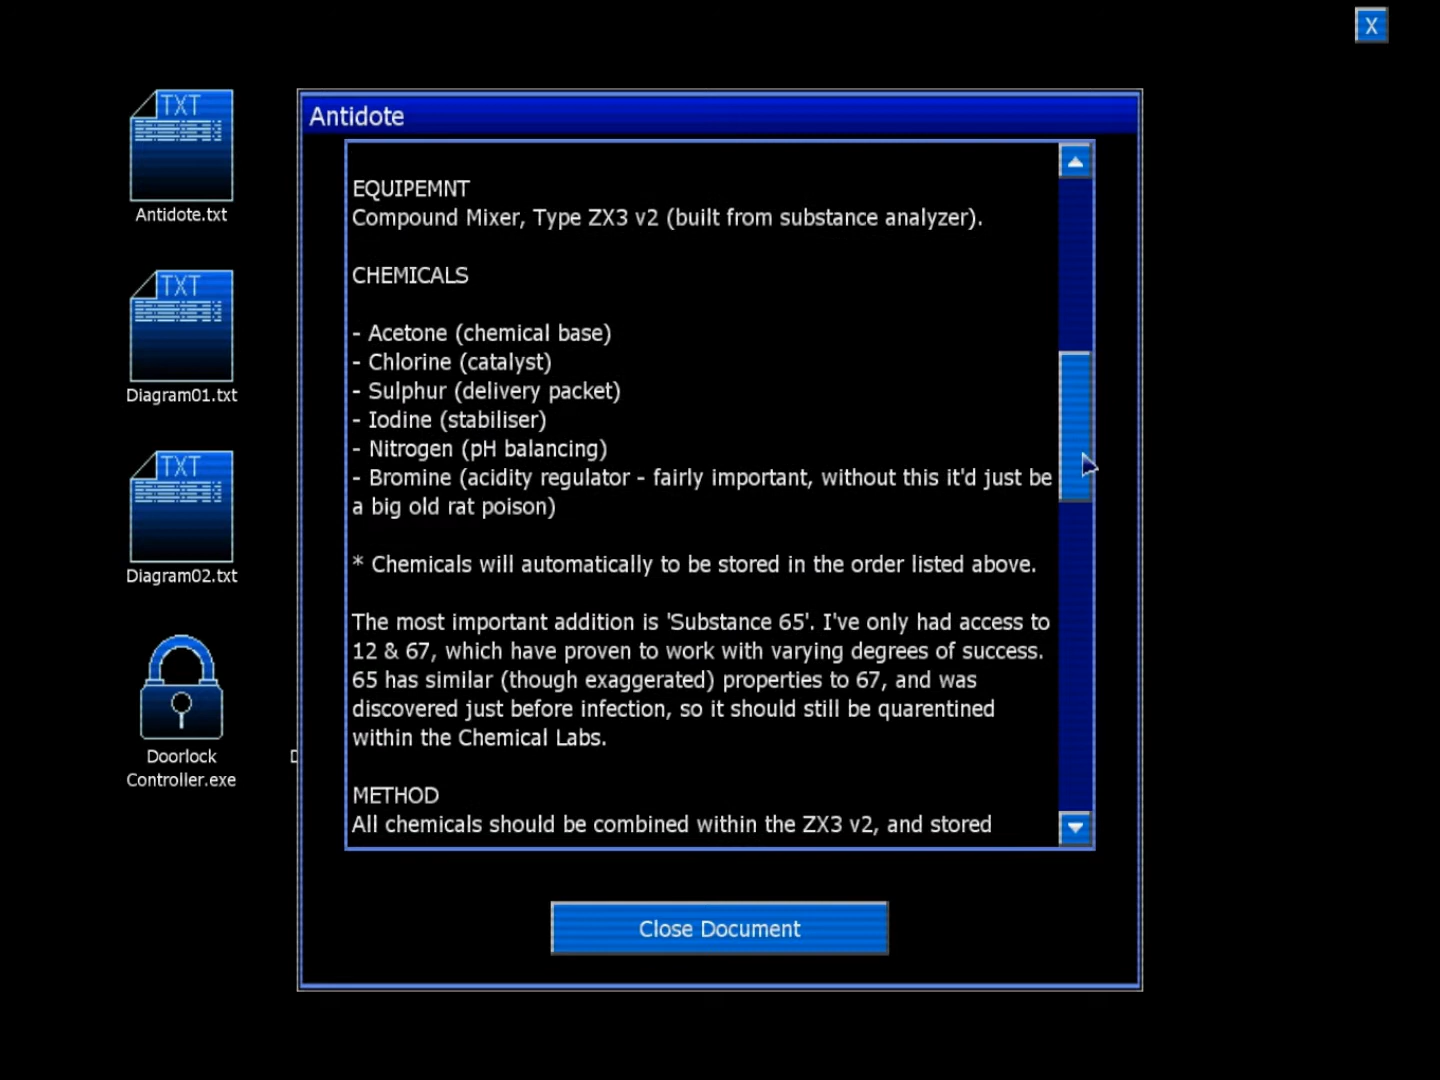 X
TXT
Antidote.txt
TXT
Diagram01.txt
TXT
Diagram02.txt
Doorlock
Controller.exe
Antidote
EQUIPEMNT
Compound Mixer, Type ZX3 v2 (built from substance analyzer).
CHEMICALS
- Acetone (chemical base)
- Chlorine (catalyst)
- Sulphur (delivery packet)
- Iodine (stabiliser)
- Nitrogen (pH balancing)
- Bromine (acidity regulator - fairly important, without this it'd just be
a big old rat poison)
* Chemicals will automatically to be stored in the order listed above.
The most important addition is 'Substance 65'. I've only had access to
12 & 67, which have proven to work with varying degrees of success.
65 has similar (though exaggerated) properties to 67, and was
discovered just before infection, so it should still be quarentined
within the Chemical Labs.
METHOD
All chemicals should be combined within the ZX3 v2, and stored
Close Document